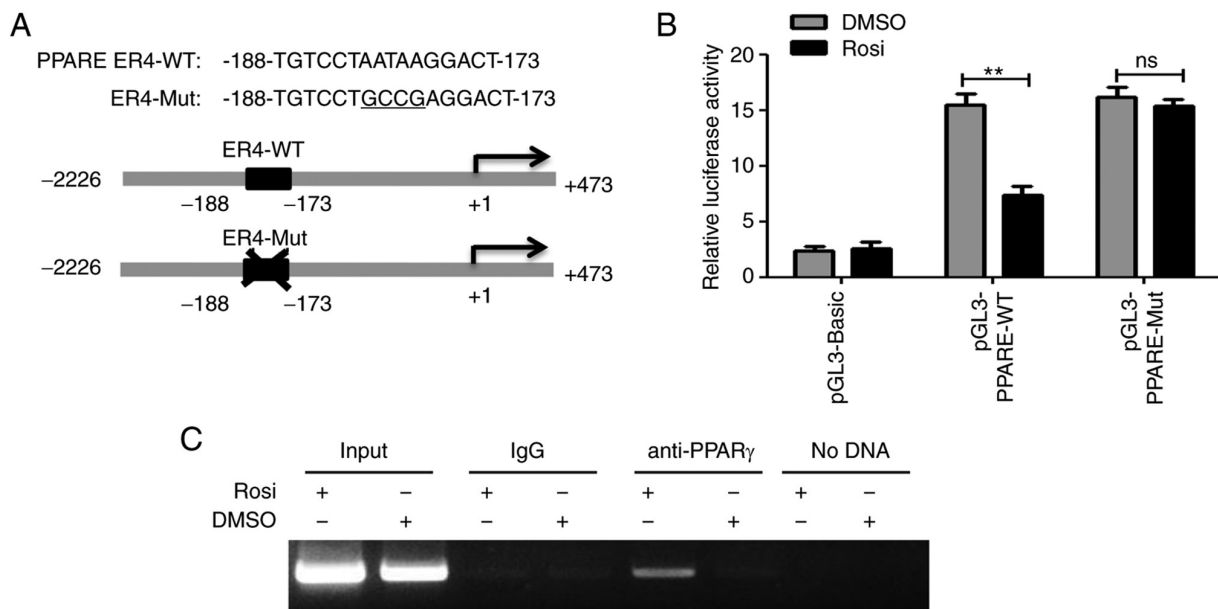 A
PPARE ER4-WT: -188-TGTCCTAATAAGGACT-173
ER4-Mut: -188-TGTCCTGCCGAGGACT-173
ER4-WT
−2226
+473
−188
−173
+1
ER4-Mut
−2226
+473
−188
−173
+1
B
DMSO
Rosi
Relative luciferase activity
20
15
10
5
0
**
ns
pGL3-Basic
pGL3-
PPARE-WT
pGL3-
PPARE-Mut
C
Input IgG anti-PPARγ No DNA
Rosi + − + − + − + −
DMSO − + − + − + − +